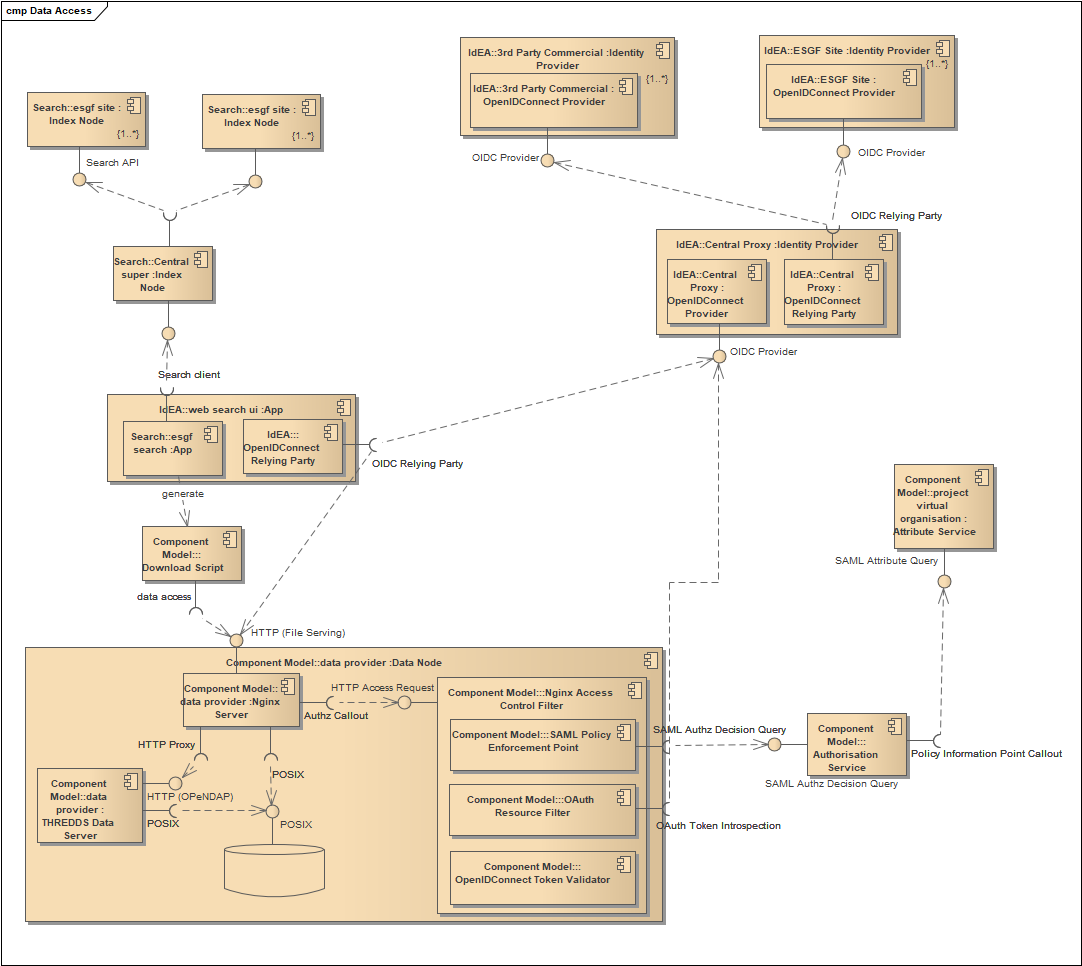 cmp Data Access
IdEA::3rd Party Commercial :Identity
Provider
{1..*}
IdEA::3rd Party Commercial :
OpenIDConnect Provider
OIDC Provider
IdEA::ESGF Site :Identity Provider
{1..*}
IdEA::ESGF Site :
OpenIDConnect Provider
OIDC Provider
Search::esgf site :
Index Node
{1..*}
Search API
Search::esgf site :
Index Node
{1..*}
OIDC Relying Party
IdEA::Central Proxy :Identity Provider
IdEA::Central
Proxy :
OpenIDConnect
Provider
IdEA::Central
Proxy :
OpenIDConnect
Relying Party
OIDC Provider
Search::Central
super :Index
Node
Search client
IdEA::web search ui :App
Search::esgf
search :App
IdEA:::
OpenIDConnect
Relying Party
OIDC Relying Party
generate
Component
Model:::
Download Script
data access
HTTP (File Serving)
Component
Model::project
virtual
organisation :
Attribute Service
SAML Attribute Query
Component Model::data provider :Data Node
Component Model::
data provider :Nginx
Server
HTTP Access Request
Authz Callout
HTTP Proxy
POSIX
Component
Model::data
provider :
THREDDS Data
Server
HTTP (OPeNDAP)
POSIX
POSIX
Component Model:::Nginx Access
Control Filter
Component Model:::SAML Policy
Enforcement Point
Component Model:::OAuth
Resource Filter
Component Model:::
OpenIDConnect Token Validator
SAML Authz Decision Query
OAuth Token Introspection
Component
Model:::
Authorisation
Service
SAML Authz Decision Query
Policy Information Point Callout